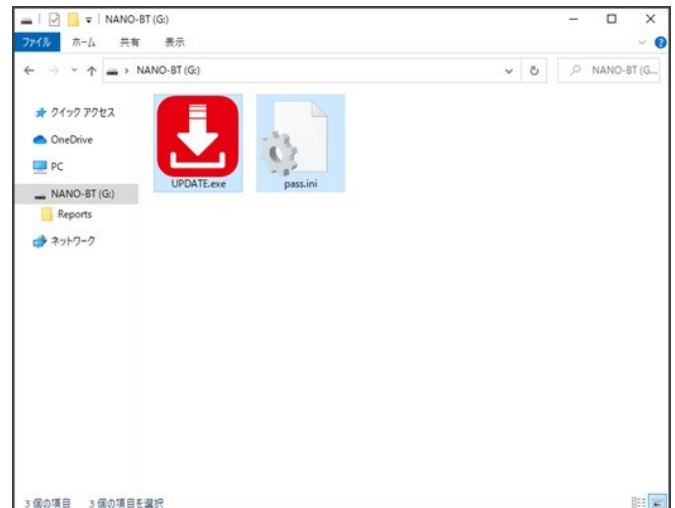 NANO-BT (G:)
ファイル ホーム 共有 表示
NANO-BT (G:)
NANO-BT (G...
クイック アクセス
OneDrive
PC
NANO-BT (G:)
Reports
ネットワーク
UPDATE.exe
pass.ini
3 個の項目 3 個の項目を選択